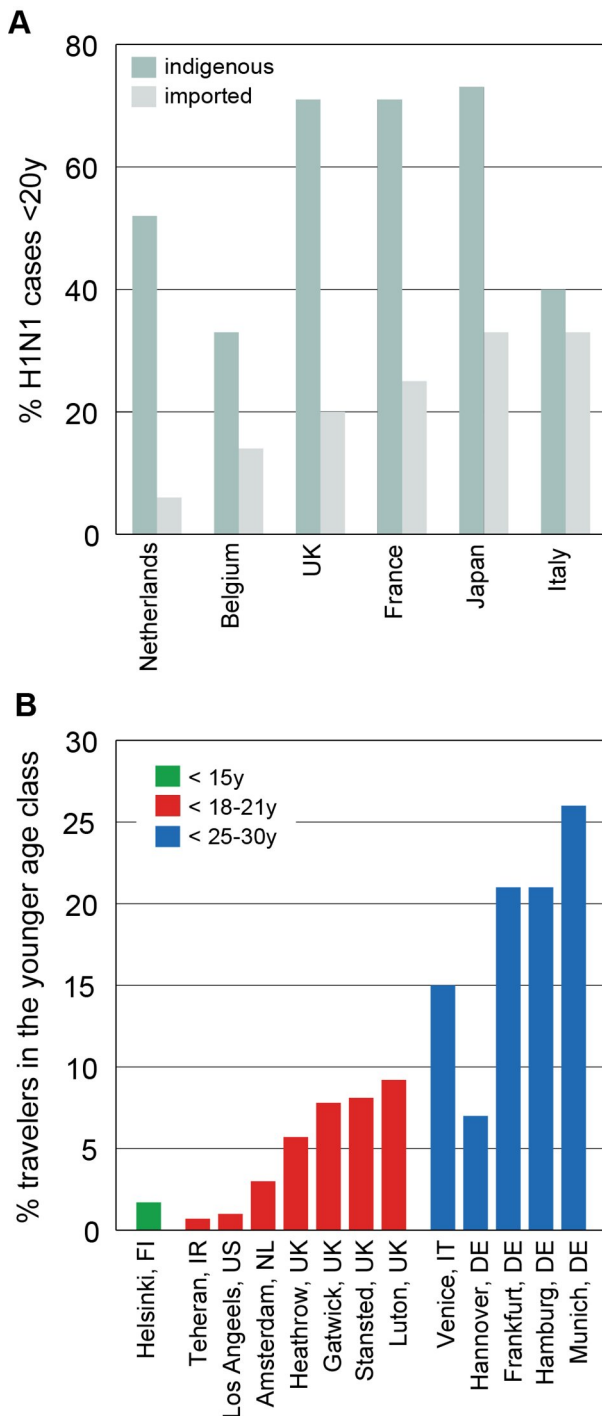 A
80
60
40
20
0
% H1N1 cases <20y
indigenous
imported
Netherlands
Belgium
UK
France
Japan
Italy
B
30
25
20
15
10
5
0
% travelers in the younger age class
< 15y
< 18-21y
< 25-30y
Helsinki, FI
Teheran, IR
Los Angeels, US
Amsterdam, NL
Heathrow, UK
Gatwick, UK
Stansted, UK
Luton, UK
Venice, IT
Hannover, DE
Frankfurt, DE
Hamburg, DE
Munich, DE